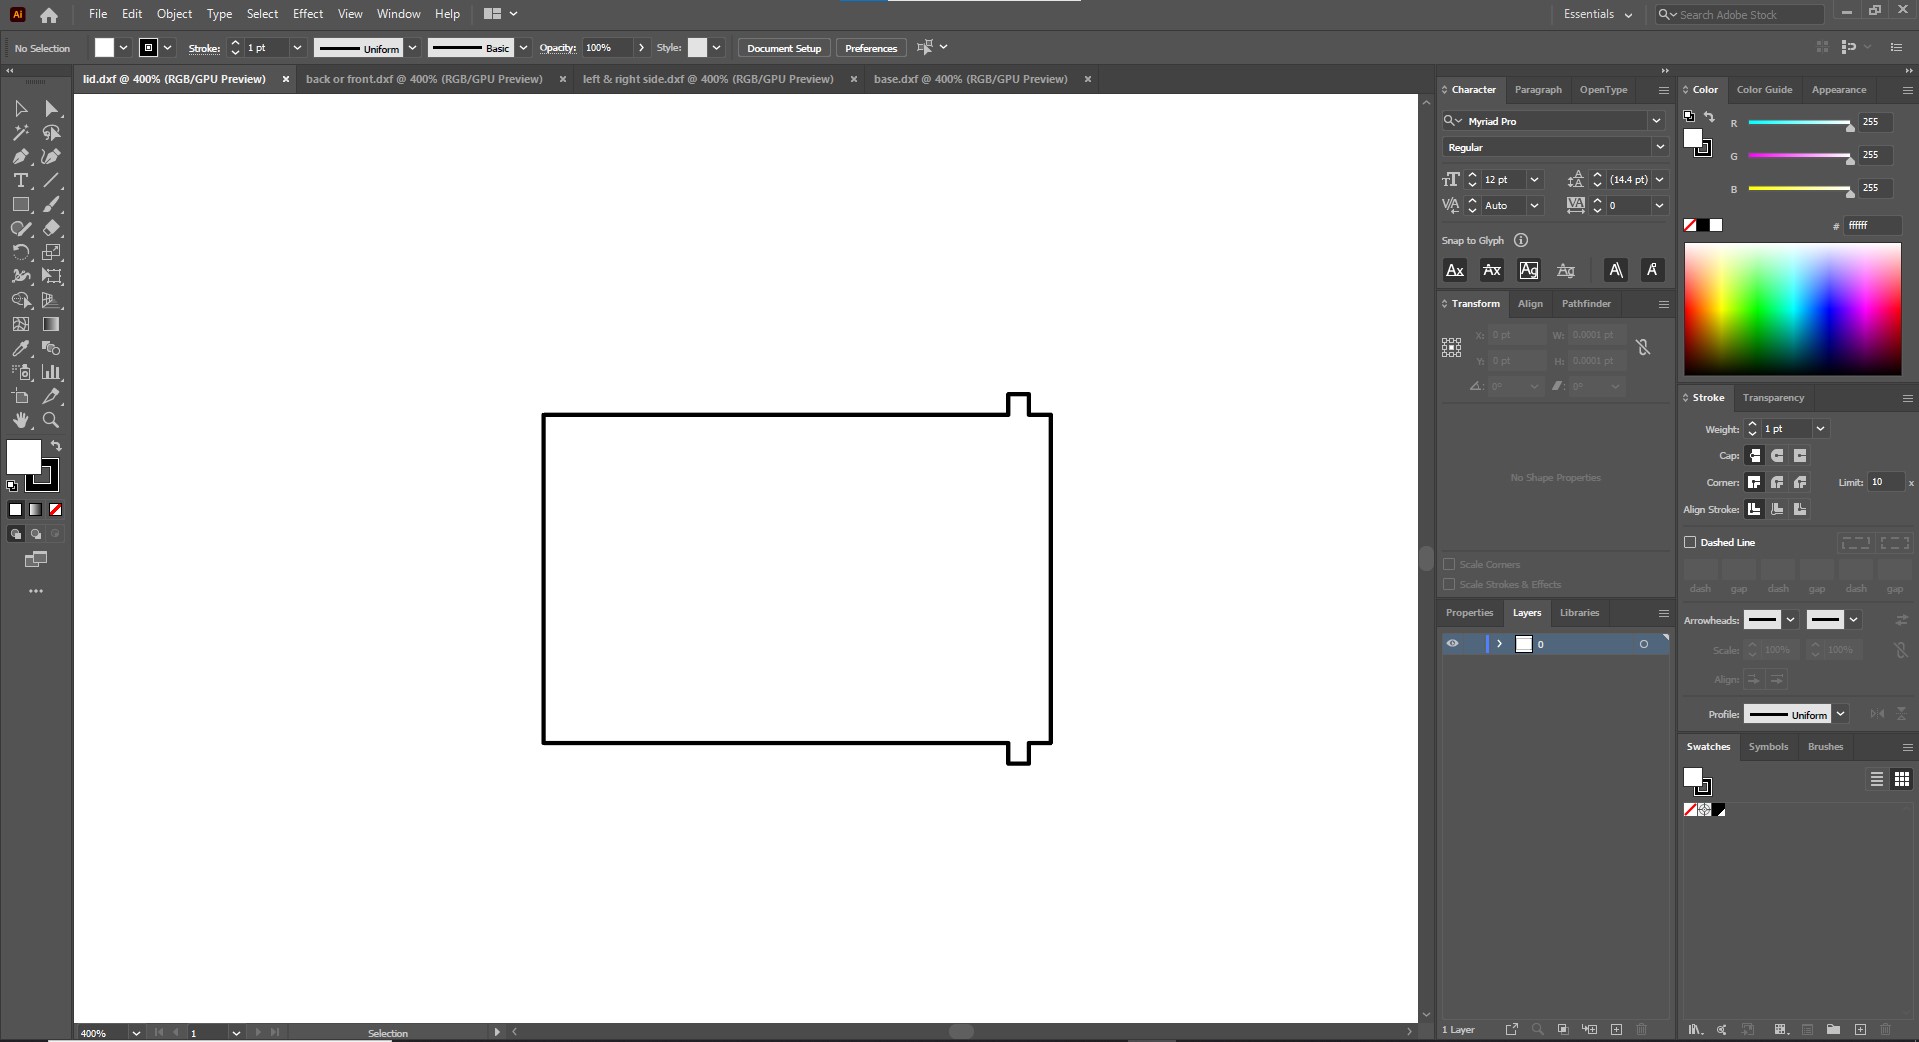 Ai File Edit Object Type Select Effect View Window Help Essentials Search Adobe Stock
No Selection Stroke: 1 pt Uniform Basic Opacity: 100% Style: Document Setup Preferences
lid.dxf @ 400% (RGB/GPU Preview) × back or front.dxf @ 400% (RGB/GPU Preview) × left & right side.dxf @ 400% (RGB/GPU Preview) × base.dxf @ 400% (RGB/GPU Preview) ×
Character Paragraph OpenType
Myriad Pro
Regular
12 pt (14.4 pt)
Auto 0
Snap to Glyph
Transform Align Pathfinder
X: 0 pt W: 0.0001 pt
Y: 0 pt H: 0.0001 pt
0° 0°
No Shape Properties
Scale Corners
Scale Strokes & Effects
Properties Layers Libraries
0
1 Layer
Color Color Guide Appearance
R 255
G 255
B 255
# ffffff
Stroke Transparency
Weight: 1 pt
Cap:
Corner: Limit: 10 x
Align Stroke:
Dashed Line
dash gap dash gap dash gap
Arrowheads:
Scale: 100% 100%
Align:
Profile: Uniform
Swatches Symbols Brushes
400% 1 Selection